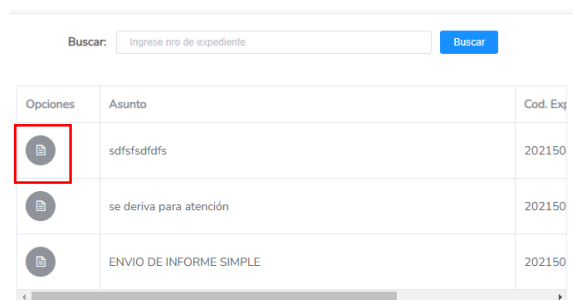 Buscar: Ingrese nro de expediente Buscar
Opciones Asunto Cod. Exp
sdfsfsdfdfs 202150
se deriva para atención 202150
ENVIO DE INFORME SIMPLE 202150